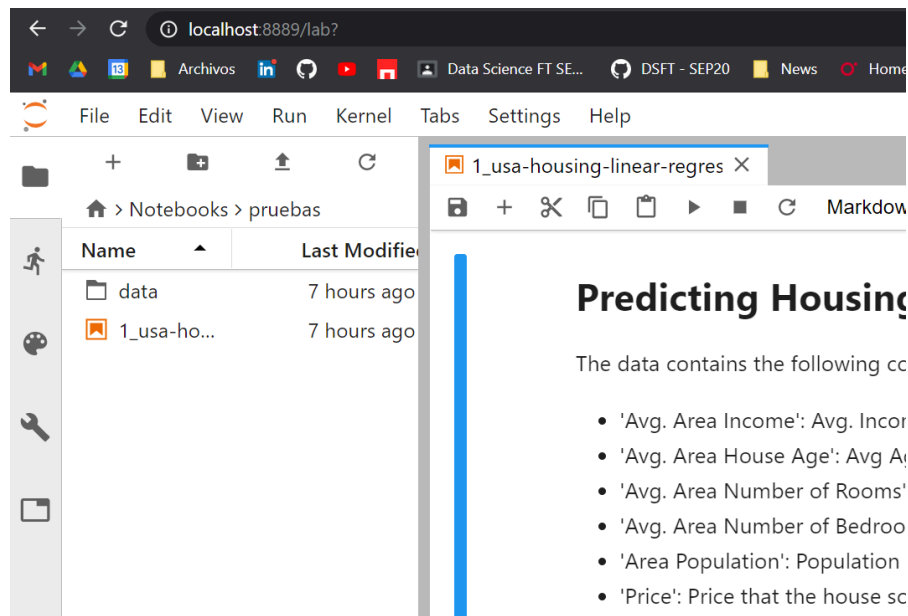 localhost:8889/lab?
13 Archivos in Data Science FT SE... DSFT - SEP20 News Home
File Edit View Run Kernel Tabs Settings Help
1_usa-housing-linear-regres
Notebooks > pruebas
Markdow
Name Last Modifie
data 7 hours ago
1_usa-ho... 7 hours ago
Predicting Housing
The data contains the following co
'Avg. Area Income': Avg. Incor
'Avg. Area House Age': Avg Ag
'Avg. Area Number of Rooms'
'Avg. Area Number of Bedroo
'Area Population': Population
'Price': Price that the house so